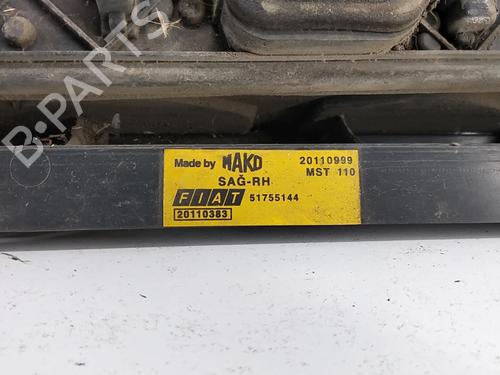 B-PARTS
Made by MAKO 20110999
SAĞ-RH MST 110
FIAT 51755144
20110383